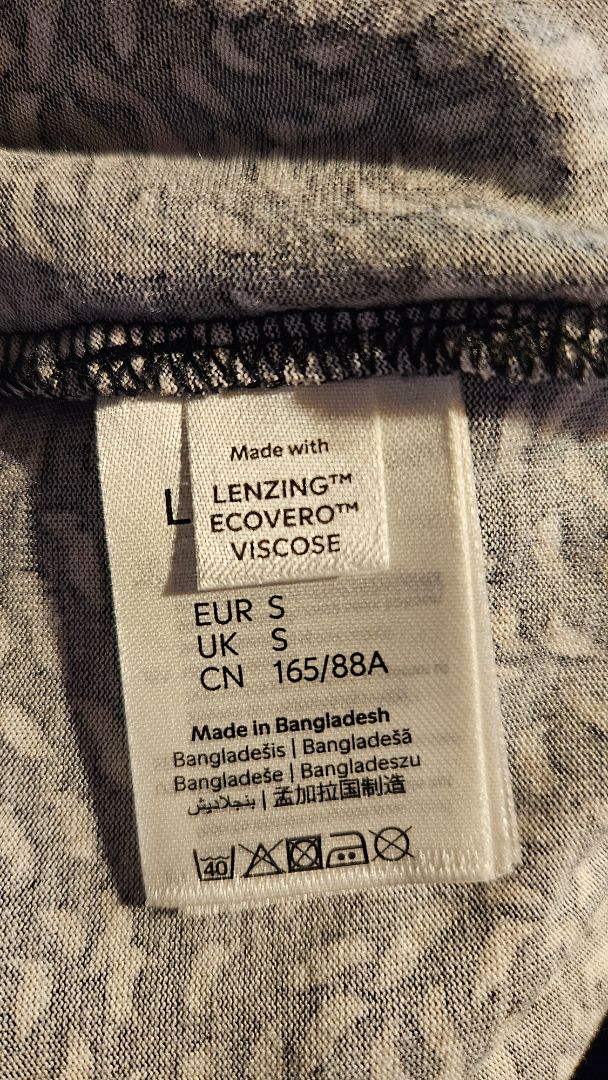 Made with
LENZING™
ECOVERO™
VISCOSE
L
EUR S
UK S
CN 165/88A
Made in Bangladesh
Bangladešis | Bangladešā
Bangladeše | Bangladeszu
بنجلاديش | 孟加拉国制造
40